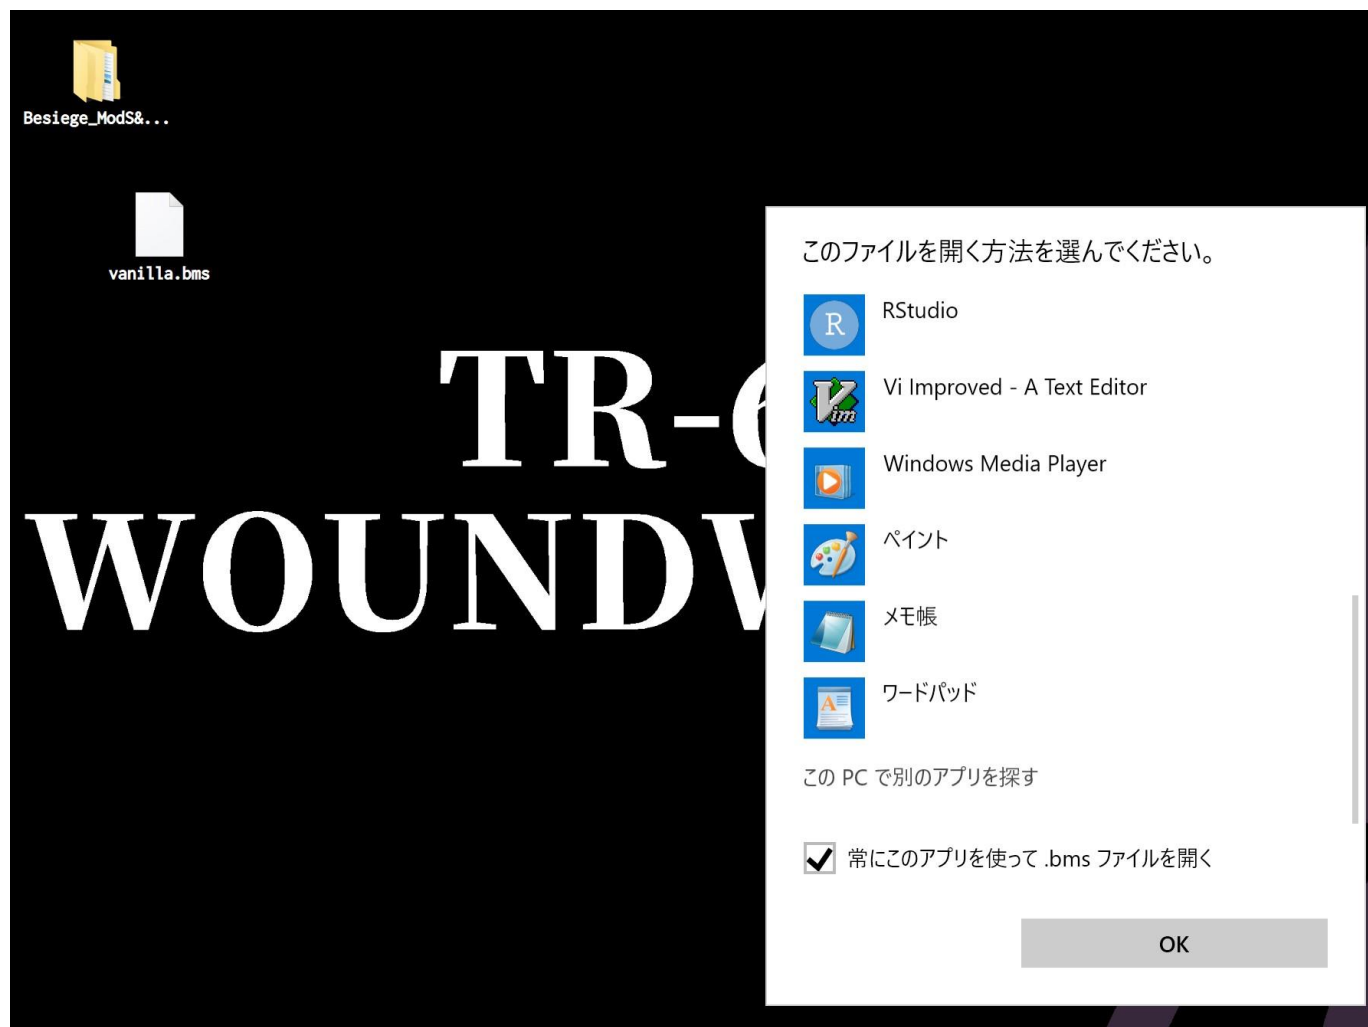 Besiege_ModS&...
vanilla.bms
TR-6
WOUNDW
このファイルを開く方法を選んでください。
R
RStudio
Vim
Vi Improved - A Text Editor
Windows Media Player
ペイント
メモ帳
A
ワードパッド
この PC で別のアプリを探す
常にこのアプリを使って .bms ファイルを開く
OK